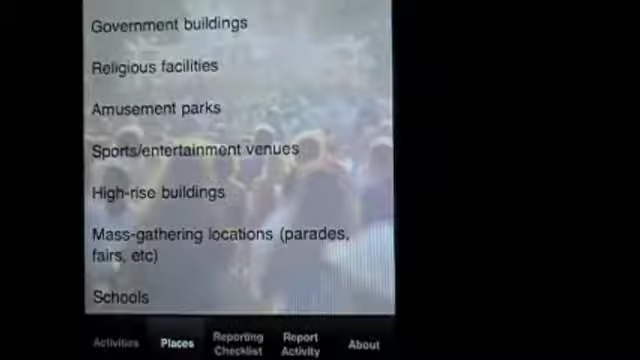 Government buildings
Religious facilities
Amusement parks
Sports/entertainment venues
High-rise buildings
Mass-gathering locations (parades,
fairs, etc)
Schools
Activities
Places
Reporting
Checklist
Report
Activity
About